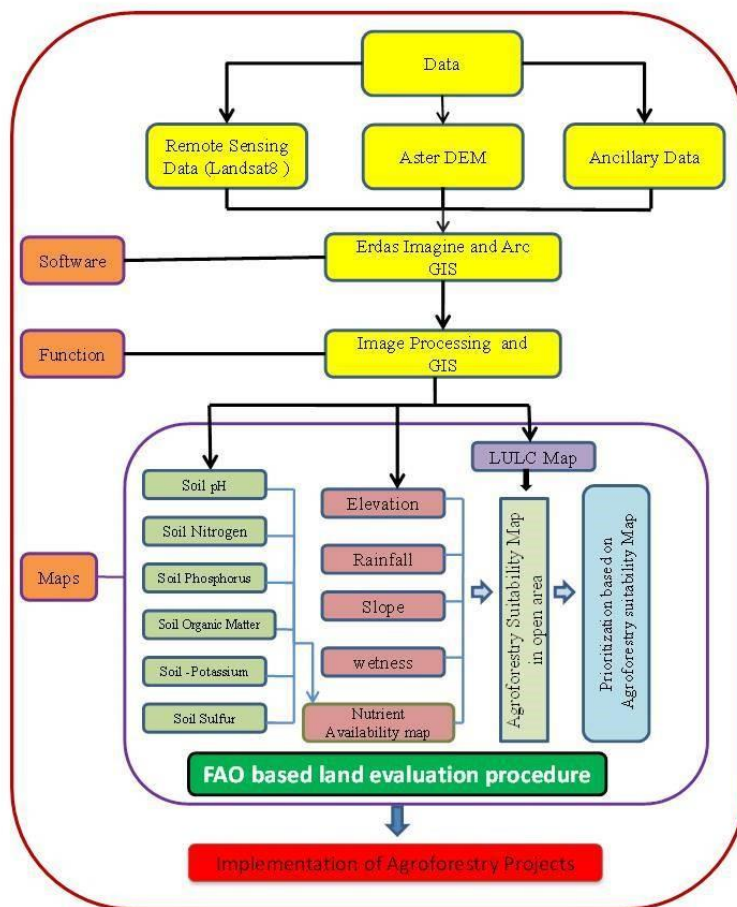 Data
Remote Sensing
Data (Landsat8 )
Aster DEM
Ancillary Data
Software
Erdas Imagine and Arc
GIS
Function
Image Processing and
GIS
LULC Map
Maps
Soil pH
Soil Nitrogen
Soil Phosphorus
Soil Organic Matter
Soil -Potassium
Soil Sulfur
Elevation
Rainfall
Slope
wetness
Nutrient
Availability map
Agroforestry Suitability Map
in open area
Prioritization based on
Agroforestry suitability Map
FAO based land evaluation procedure
Implementation of Agroforestry Projects